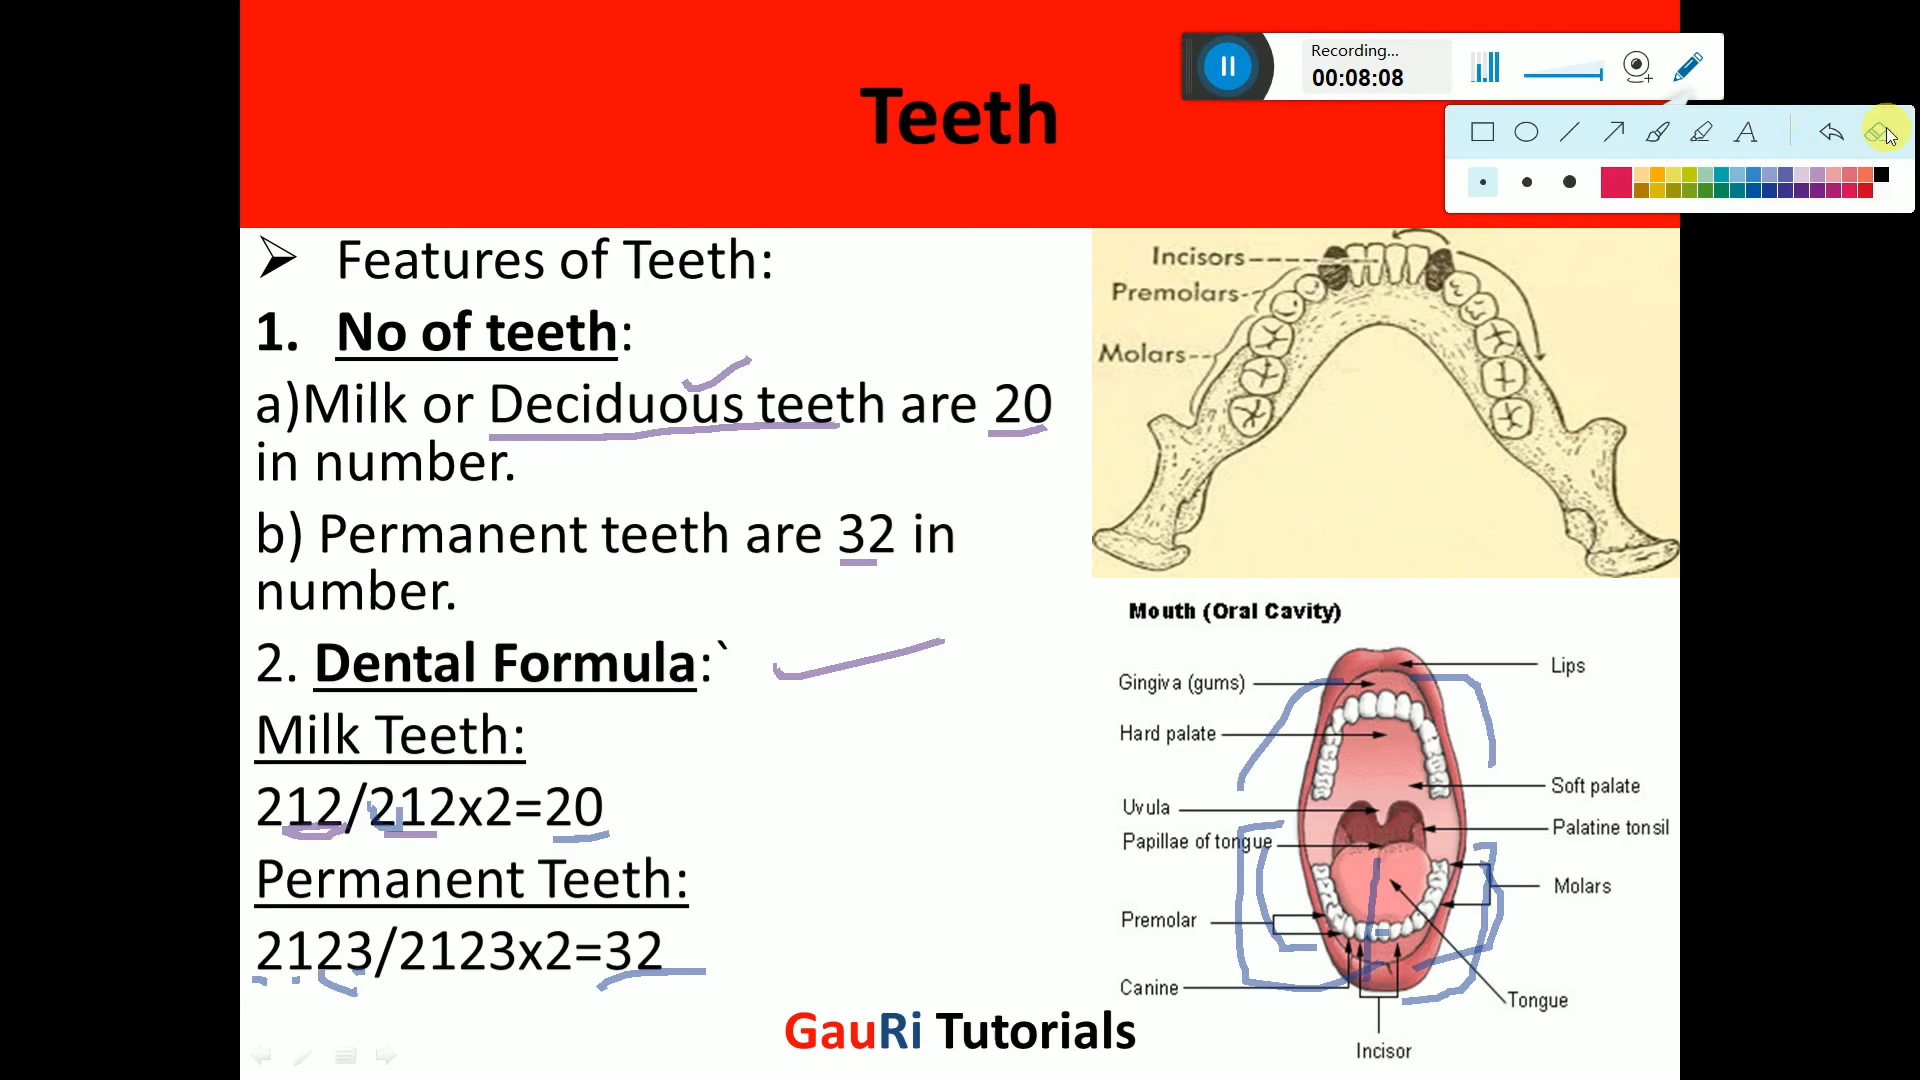 Teeth
Recording...
00:08:08
A
➢ Features of Teeth:
1. No of teeth:
a)Milk or Deciduous teeth are 20
in number.
b) Permanent teeth are 32 in
number.
2. Dental Formula:`
Milk Teeth:
212/212x2=20
Permanent Teeth:
2123/2123x2=32
GauRi Tutorials
Incisors
Premolars
Molars
Mouth (Oral Cavity)
Lips
Gingiva (gums)
Hard palate
Soft palate
Uvula
Palatine tonsil
Papillae of tongue
Molars
Premolar
Canine
Tongue
Incisor